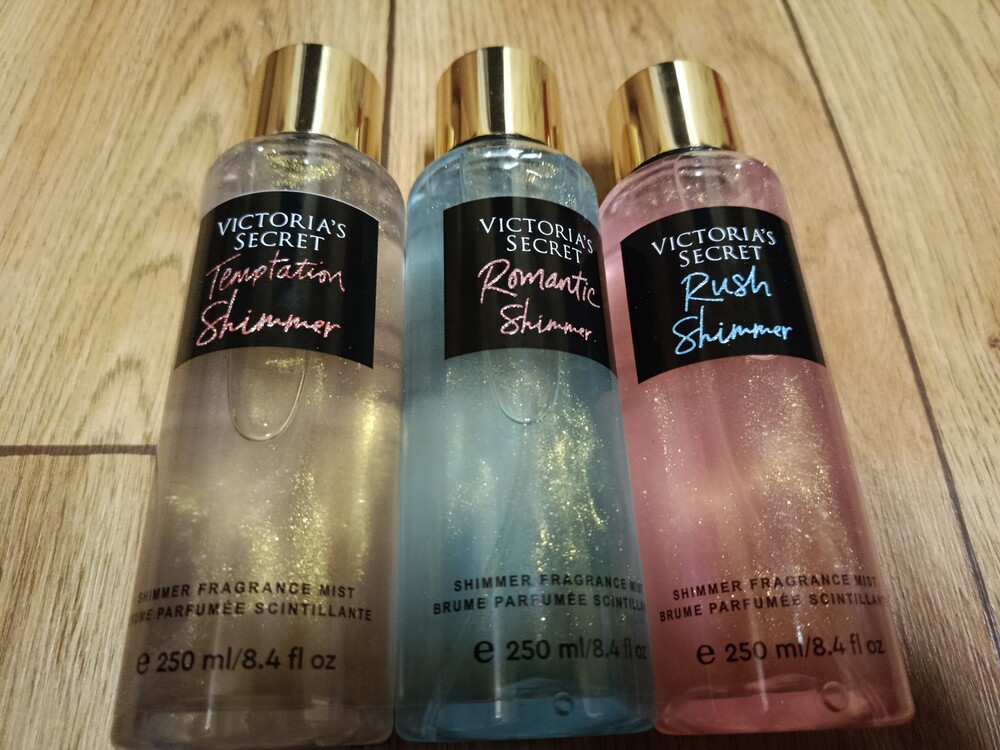 VICTORIA'S
SECRET
Temptation
Shimmer
SHIMMER FRAGRANCE MIST
PARFUMÉE SCINTILLANTE
e 250 ml/8.4 fl oz
VICTORIA'S
SECRET
Romantic
Shimmer
SHIMMER FRAGRANCE MIST
BRUME PARFUMÉE SCINTILLANTE
e 250 ml/8.4 fl oz
VICTORIA'S
SECRET
Rush
Shimmer
SHIMMER FRAGRANCE MIST
BRUME PARFUMÉE SCINTILLANTE
e 250 ml/8.4 fl oz